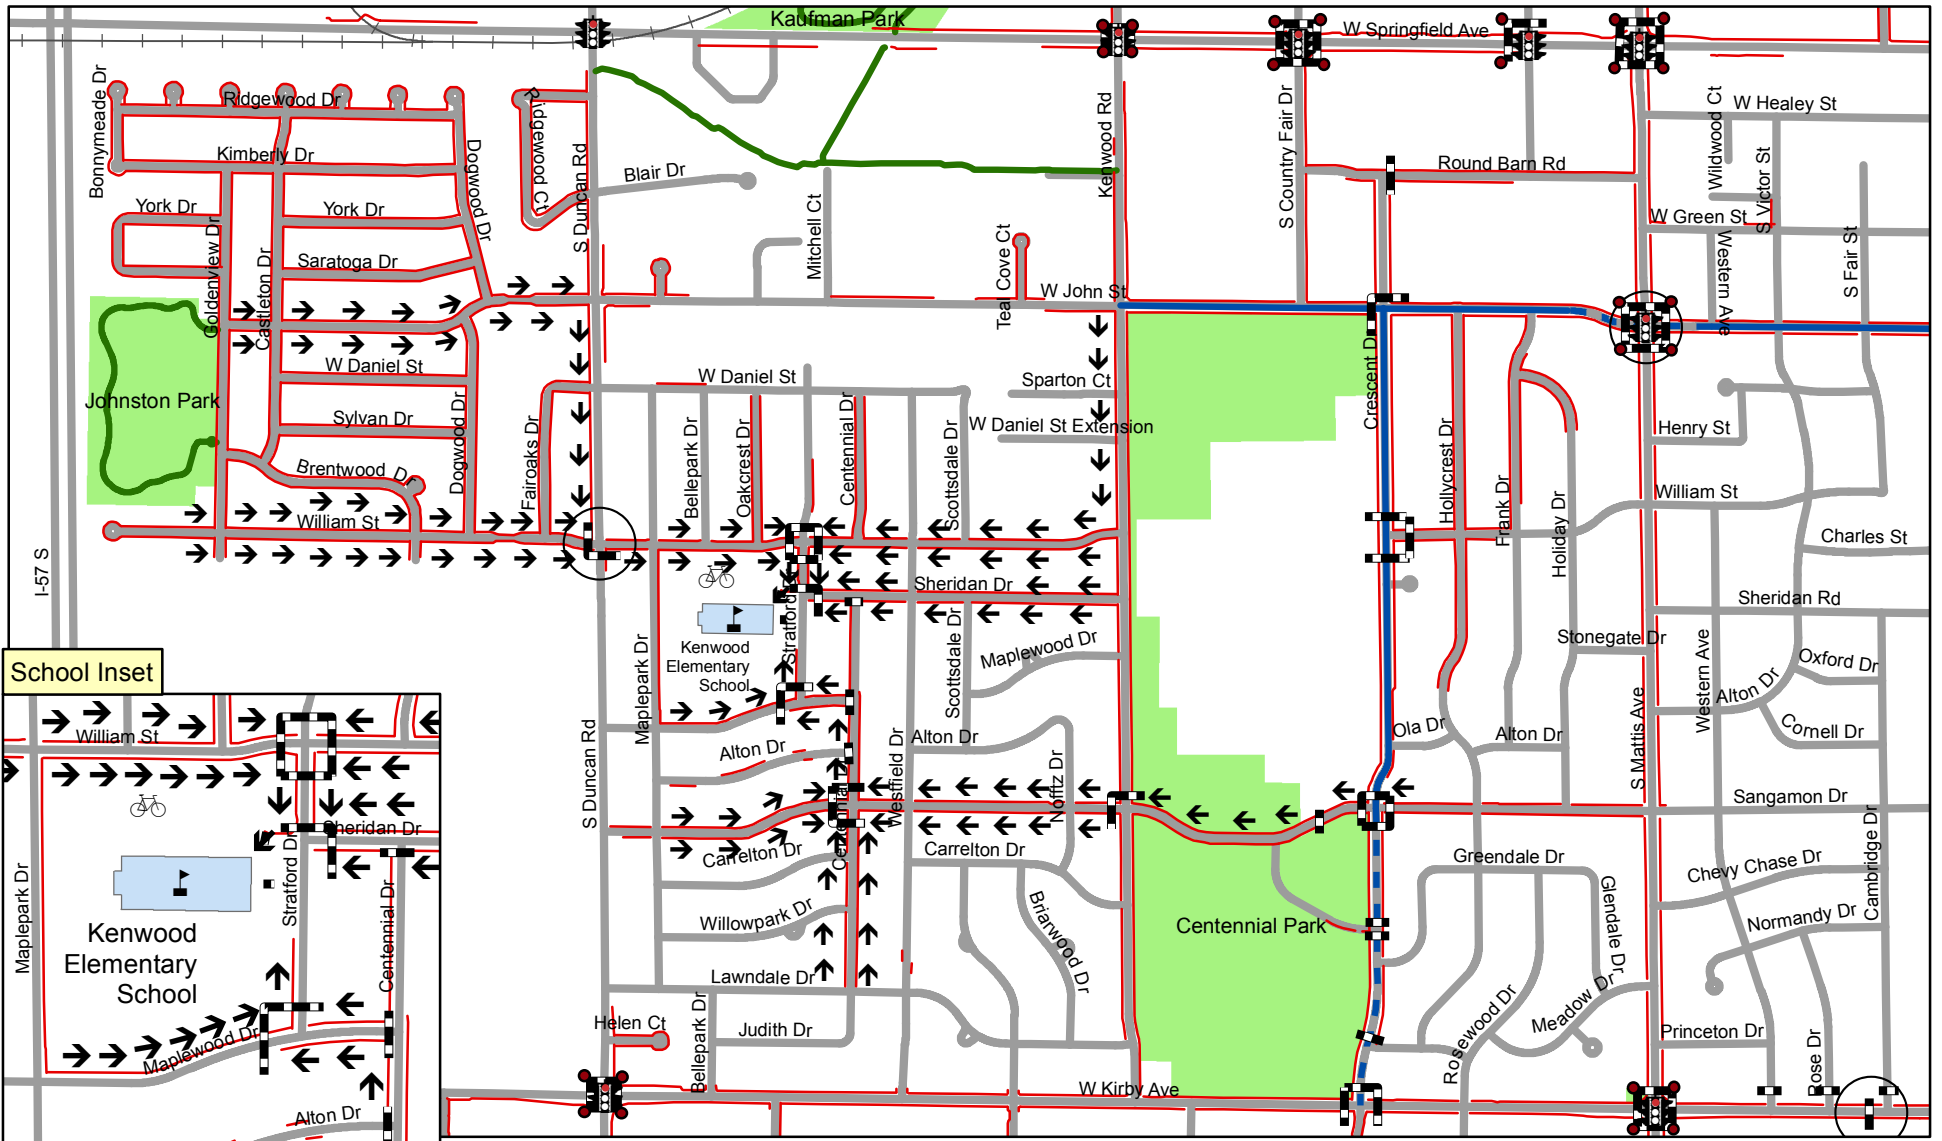 Kaufman Park
W Springfield Ave
Bonnymeade Dr
Ridgewood Dr
Ridgewood Ct
S Duncan Rd
Kenwood Rd
S Country Fair Dr
Wildwood Ct
W Healey St
Kimberly Dr
Dogwood Dr
Blair Dr
Round Barn Rd
S Victor St
York Dr
York Dr
Mitchell Ct
W Green St
Goldenview Dr
Castleton Dr
Saratoga Dr
Teal Cove Ct
W John St
Western Ave
S Fair St
W Daniel St
W Daniel St
Sparton Ct
Crescent Dr
Johnston Park
Sylvan Dr
Dogwood Dr
Fairoaks Dr
Bellepark Dr
Oakcrest Dr
Centennial Dr
Scottsdale Dr
W Daniel St Extension
Hollycrest Dr
Henry St
Brentwood Dr
Frank Dr
Holiday Dr
William St
William St
Charles St
I-57 S
Stratford Dr
Sheridan Dr
Sheridan Rd
Kenwood
Elementary
School
Maplepark Dr
Scottsdale Dr
Maplewood Dr
Stonegate Dr
Western Ave
Oxford Dr
School Inset
Alton Dr
S Duncan Rd
Alton Dr
Westfield Dr
Alton Dr
Nofftz Dr
Ola Dr
Alton Dr
S Mattis Ave
Cornell Dr
William St
Centennial Dr
Sangamon Dr
Sheridan Dr
Carrelton Dr
Carrelton Dr
Greendale Dr
Chevy Chase Dr
Cambridge Dr
Maplepark Dr
Stratford Dr
Centennial Dr
Willowpark Dr
Briarwood Dr
Centennial Park
Glendale Dr
Normandy Dr
Kenwood
Elementary
School
Lawndale Dr
Helen Ct
Bellepark Dr
Judith Dr
Rosewood Dr
Meadow Dr
Princeton Dr
Rose Dr
Maplewood Dr
Alton Dr
W Kirby Ave